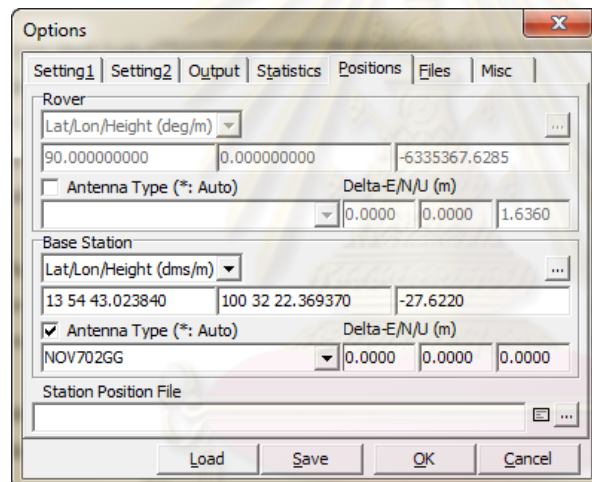 Options
Setting1 Setting2 Output Statistics Positions Files Misc
Rover
Lat/Lon/Height (deg/m) ...
90.000000000 0.000000000 -6335367.6285
Antenna Type (*: Auto) Delta-E/N/U (m)
0.0000 0.0000 1.6360
Base Station
Lat/Lon/Height (dms/m) ...
13 54 43.023840 100 32 22.369370 -27.6220
Antenna Type (*: Auto) Delta-E/N/U (m)
NOV702GG 0.0000 0.0000 0.0000
Station Position File
...
Load Save OK Cancel